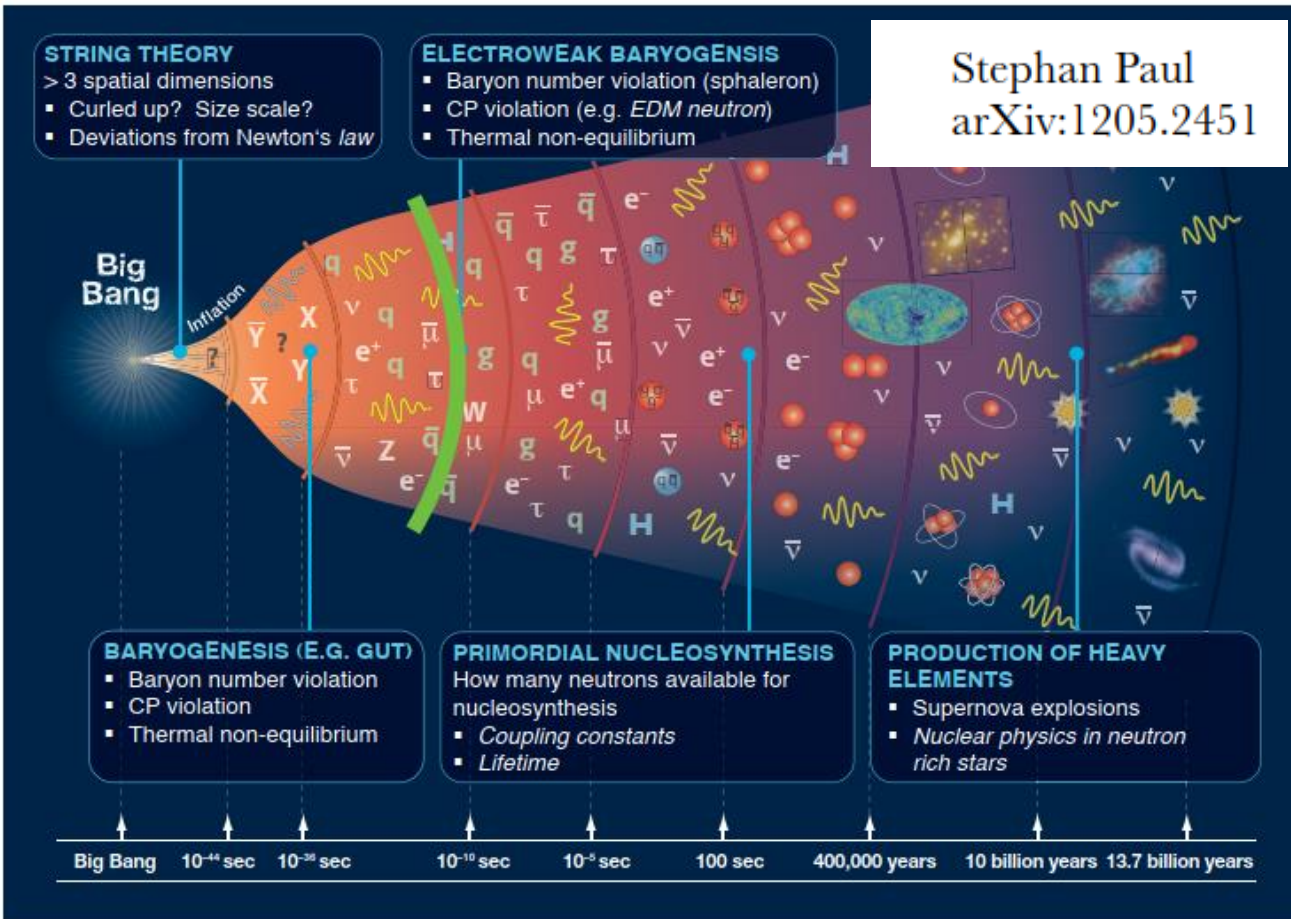 STRING THEORY
> 3 spatial dimensions
▪ Curled up? Size scale?
▪ Deviations from Newton's law
ELECTROWEAK BARYOGENSIS
▪ Baryon number violation (sphaleron)
▪ CP violation (e.g. EDM neutron)
▪ Thermal non-equilibrium
Stephan Paul
arXiv:1205.2451
Big
Bang
Inflation
BARYOGENESIS (E.G. GUT)
▪ Baryon number violation
▪ CP violation
▪ Thermal non-equilibrium
PRIMORDIAL NUCLEOSYNTHESIS
How many neutrons available for
nucleosynthesis
▪ Coupling constants
▪ Lifetime
PRODUCTION OF HEAVY
ELEMENTS
▪ Supernova explosions
▪ Nuclear physics in neutron
rich stars
Big Bang 10⁻⁴⁴ sec 10⁻³⁶ sec 10⁻¹⁰ sec 10⁻⁵ sec 100 sec 400,000 years 10 billion years 13.7 billion years